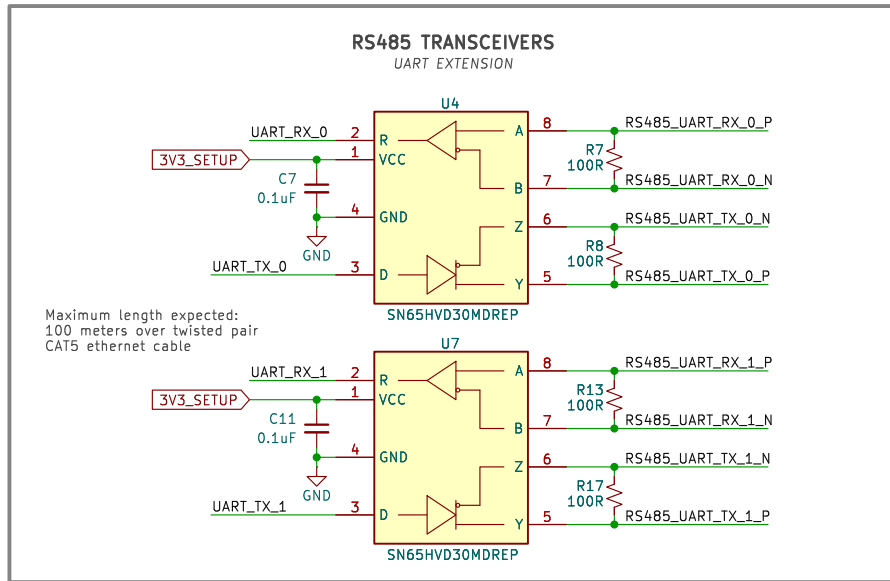 RS485 TRANSCEIVERS
UART EXTENSION
U4
UART_RX_0 2 R A 8 RS485_UART_RX_0_P
3V3_SETUP 1 VCC R7
100R
C7
0.1uF B 7 RS485_UART_RX_0_N
4 GND Z 6 RS485_UART_TX_0_N
GND R8
100R
UART_TX_0 3 D Y 5 RS485_UART_TX_0_P
SN65HVD30MDREP
Maximum length expected:
100 meters over twisted pair
CAT5 ethernet cable
U7
UART_RX_1 2 R A 8 RS485_UART_RX_1_P
3V3_SETUP 1 VCC R13
100R
C11
0.1uF B 7 RS485_UART_RX_1_N
4 GND Z 6 RS485_UART_TX_1_N
GND R17
100R
UART_TX_1 3 D Y 5 RS485_UART_TX_1_P
SN65HVD30MDREP